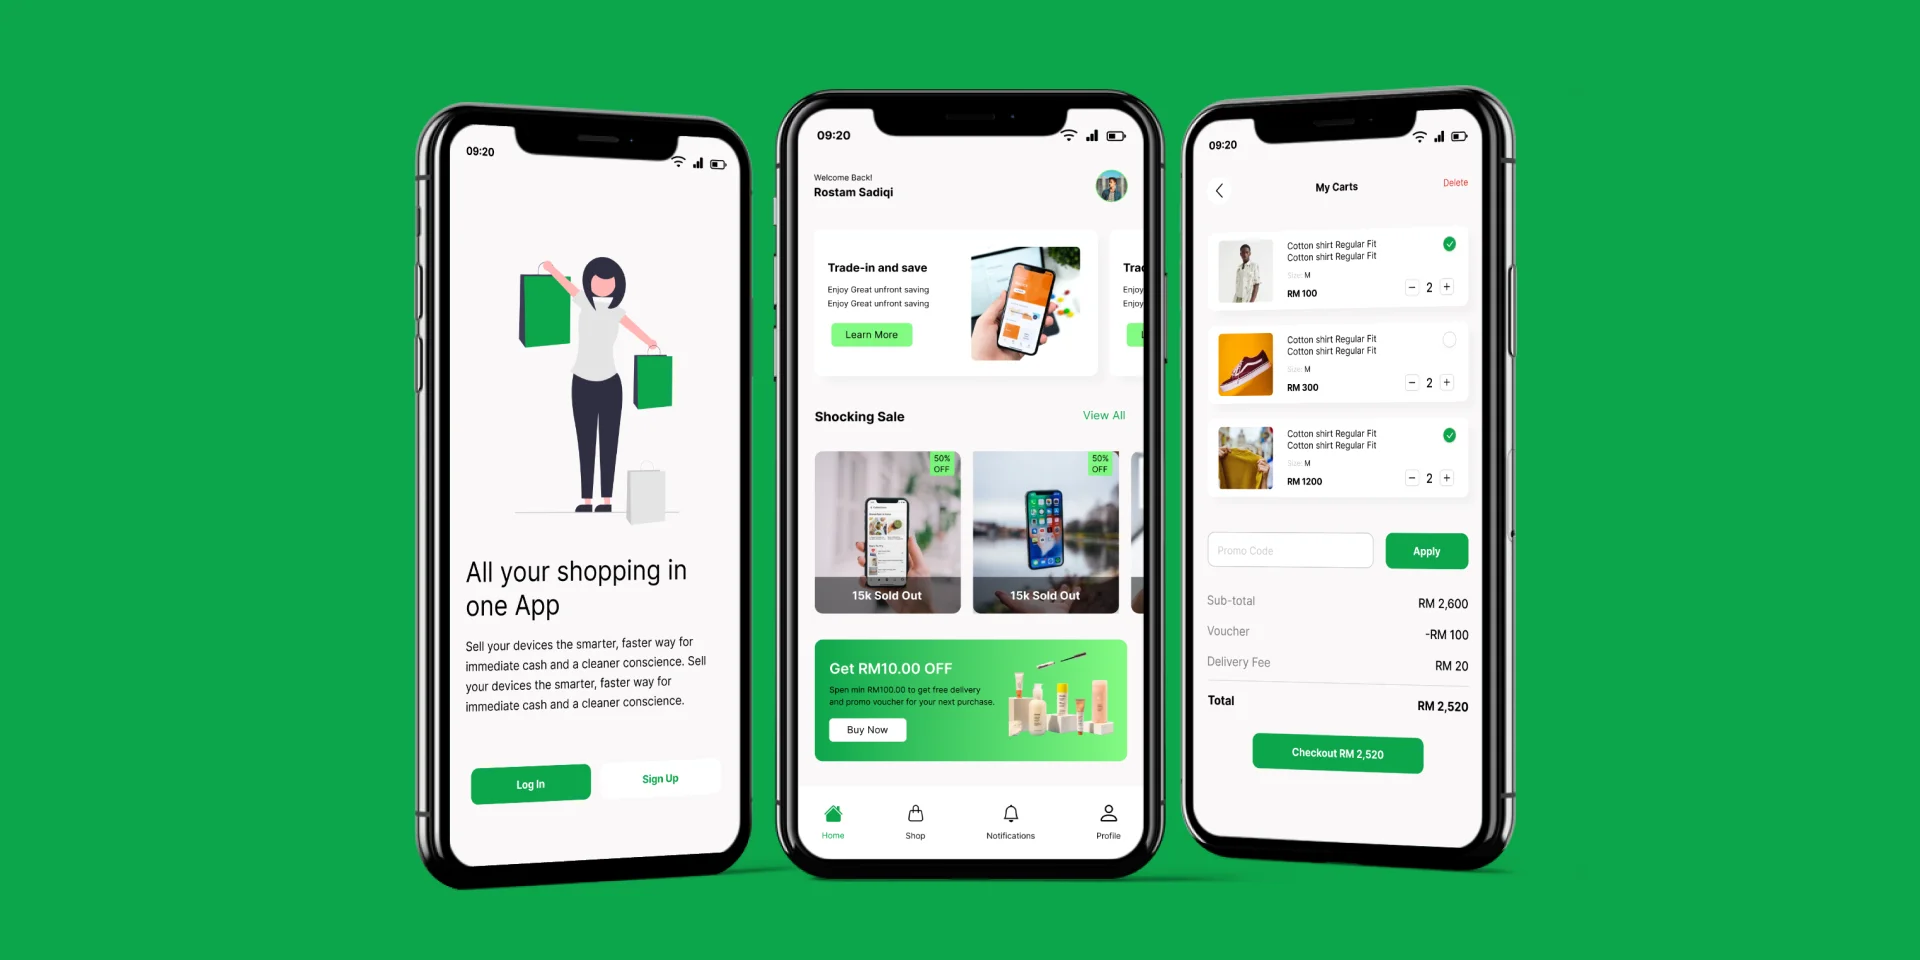 09:20
All your shopping in
one App
Sell your devices the smarter, faster way for
immediate cash and a cleaner conscience. Sell
your devices the smarter, faster way for
immediate cash and a cleaner conscience.
Log In
Sign Up
09:20
Welcome Back!
Rostam Sadiqi
Trade-in and save
Enjoy Great unfront saving
Enjoy Great unfront saving
Learn More
Trad
Enjoy
Enjoy
L
Shocking Sale
View All
50%
OFF
15k Sold Out
50%
OFF
15k Sold Out
Get RM10.00 OFF
Spen min RM100.00 to get free delivery
and promo voucher for your next purchase.
Buy Now
Home
Shop
Notifications
Profile
09:20
My Carts
Delete
Cotton shirt Regular Fit
Cotton shirt Regular Fit
Size: M
RM 100
2
Cotton shirt Regular Fit
Cotton shirt Regular Fit
Size: M
RM 300
2
Cotton shirt Regular Fit
Cotton shirt Regular Fit
Size: M
RM 1200
2
Promo Code
Apply
Sub-total
RM 2,600
Voucher
-RM 100
Delivery Fee
RM 20
Total
RM 2,520
Checkout RM 2,520